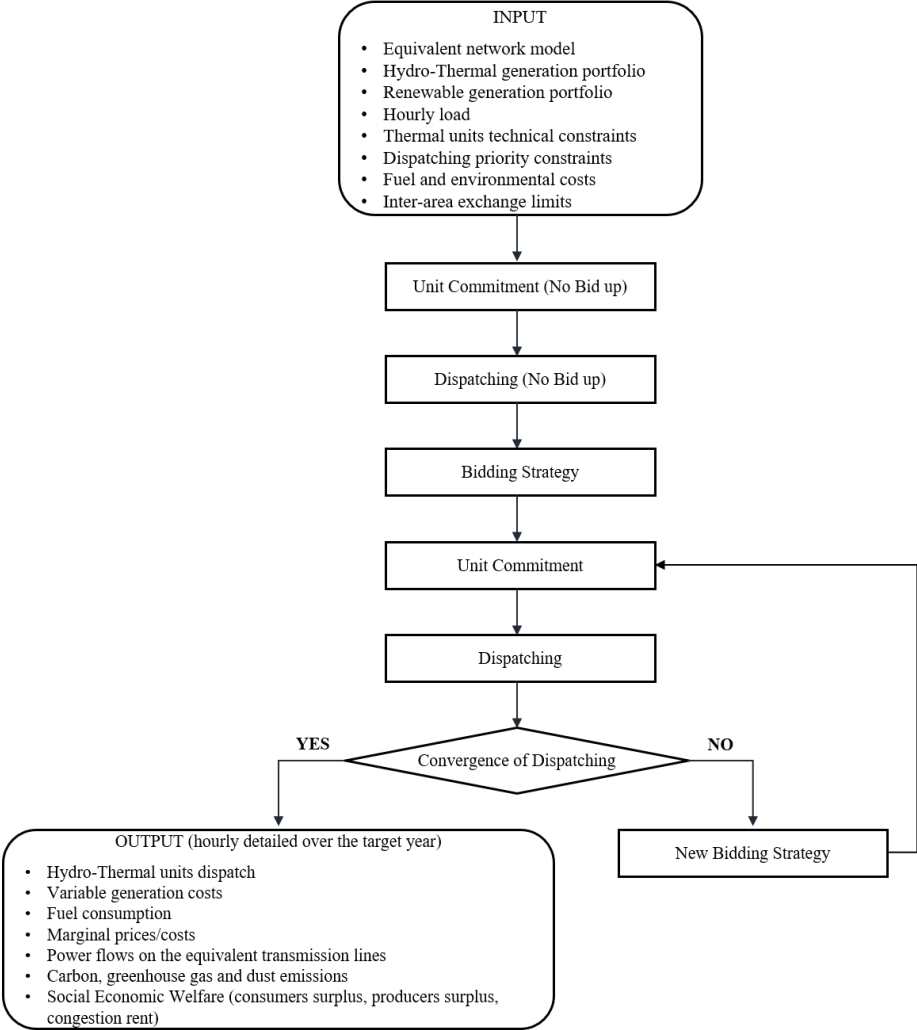 INPUT
• Equivalent network model
• Hydro-Thermal generation portfolio
• Renewable generation portfolio
• Hourly load
• Thermal units technical constraints
• Dispatching priority constraints
• Fuel and environmental costs
• Inter-area exchange limits
Unit Commitment (No Bid up)
Dispatching (No Bid up)
Bidding Strategy
Unit Commitment
Dispatching
Convergence of Dispatching
YES
NO
New Bidding Strategy
OUTPUT (hourly detailed over the target year)
• Hydro-Thermal units dispatch
• Variable generation costs
• Fuel consumption
• Marginal prices/costs
• Power flows on the equivalent transmission lines
• Carbon, greenhouse gas and dust emissions
• Social Economic Welfare (consumers surplus, producers surplus,
congestion rent)